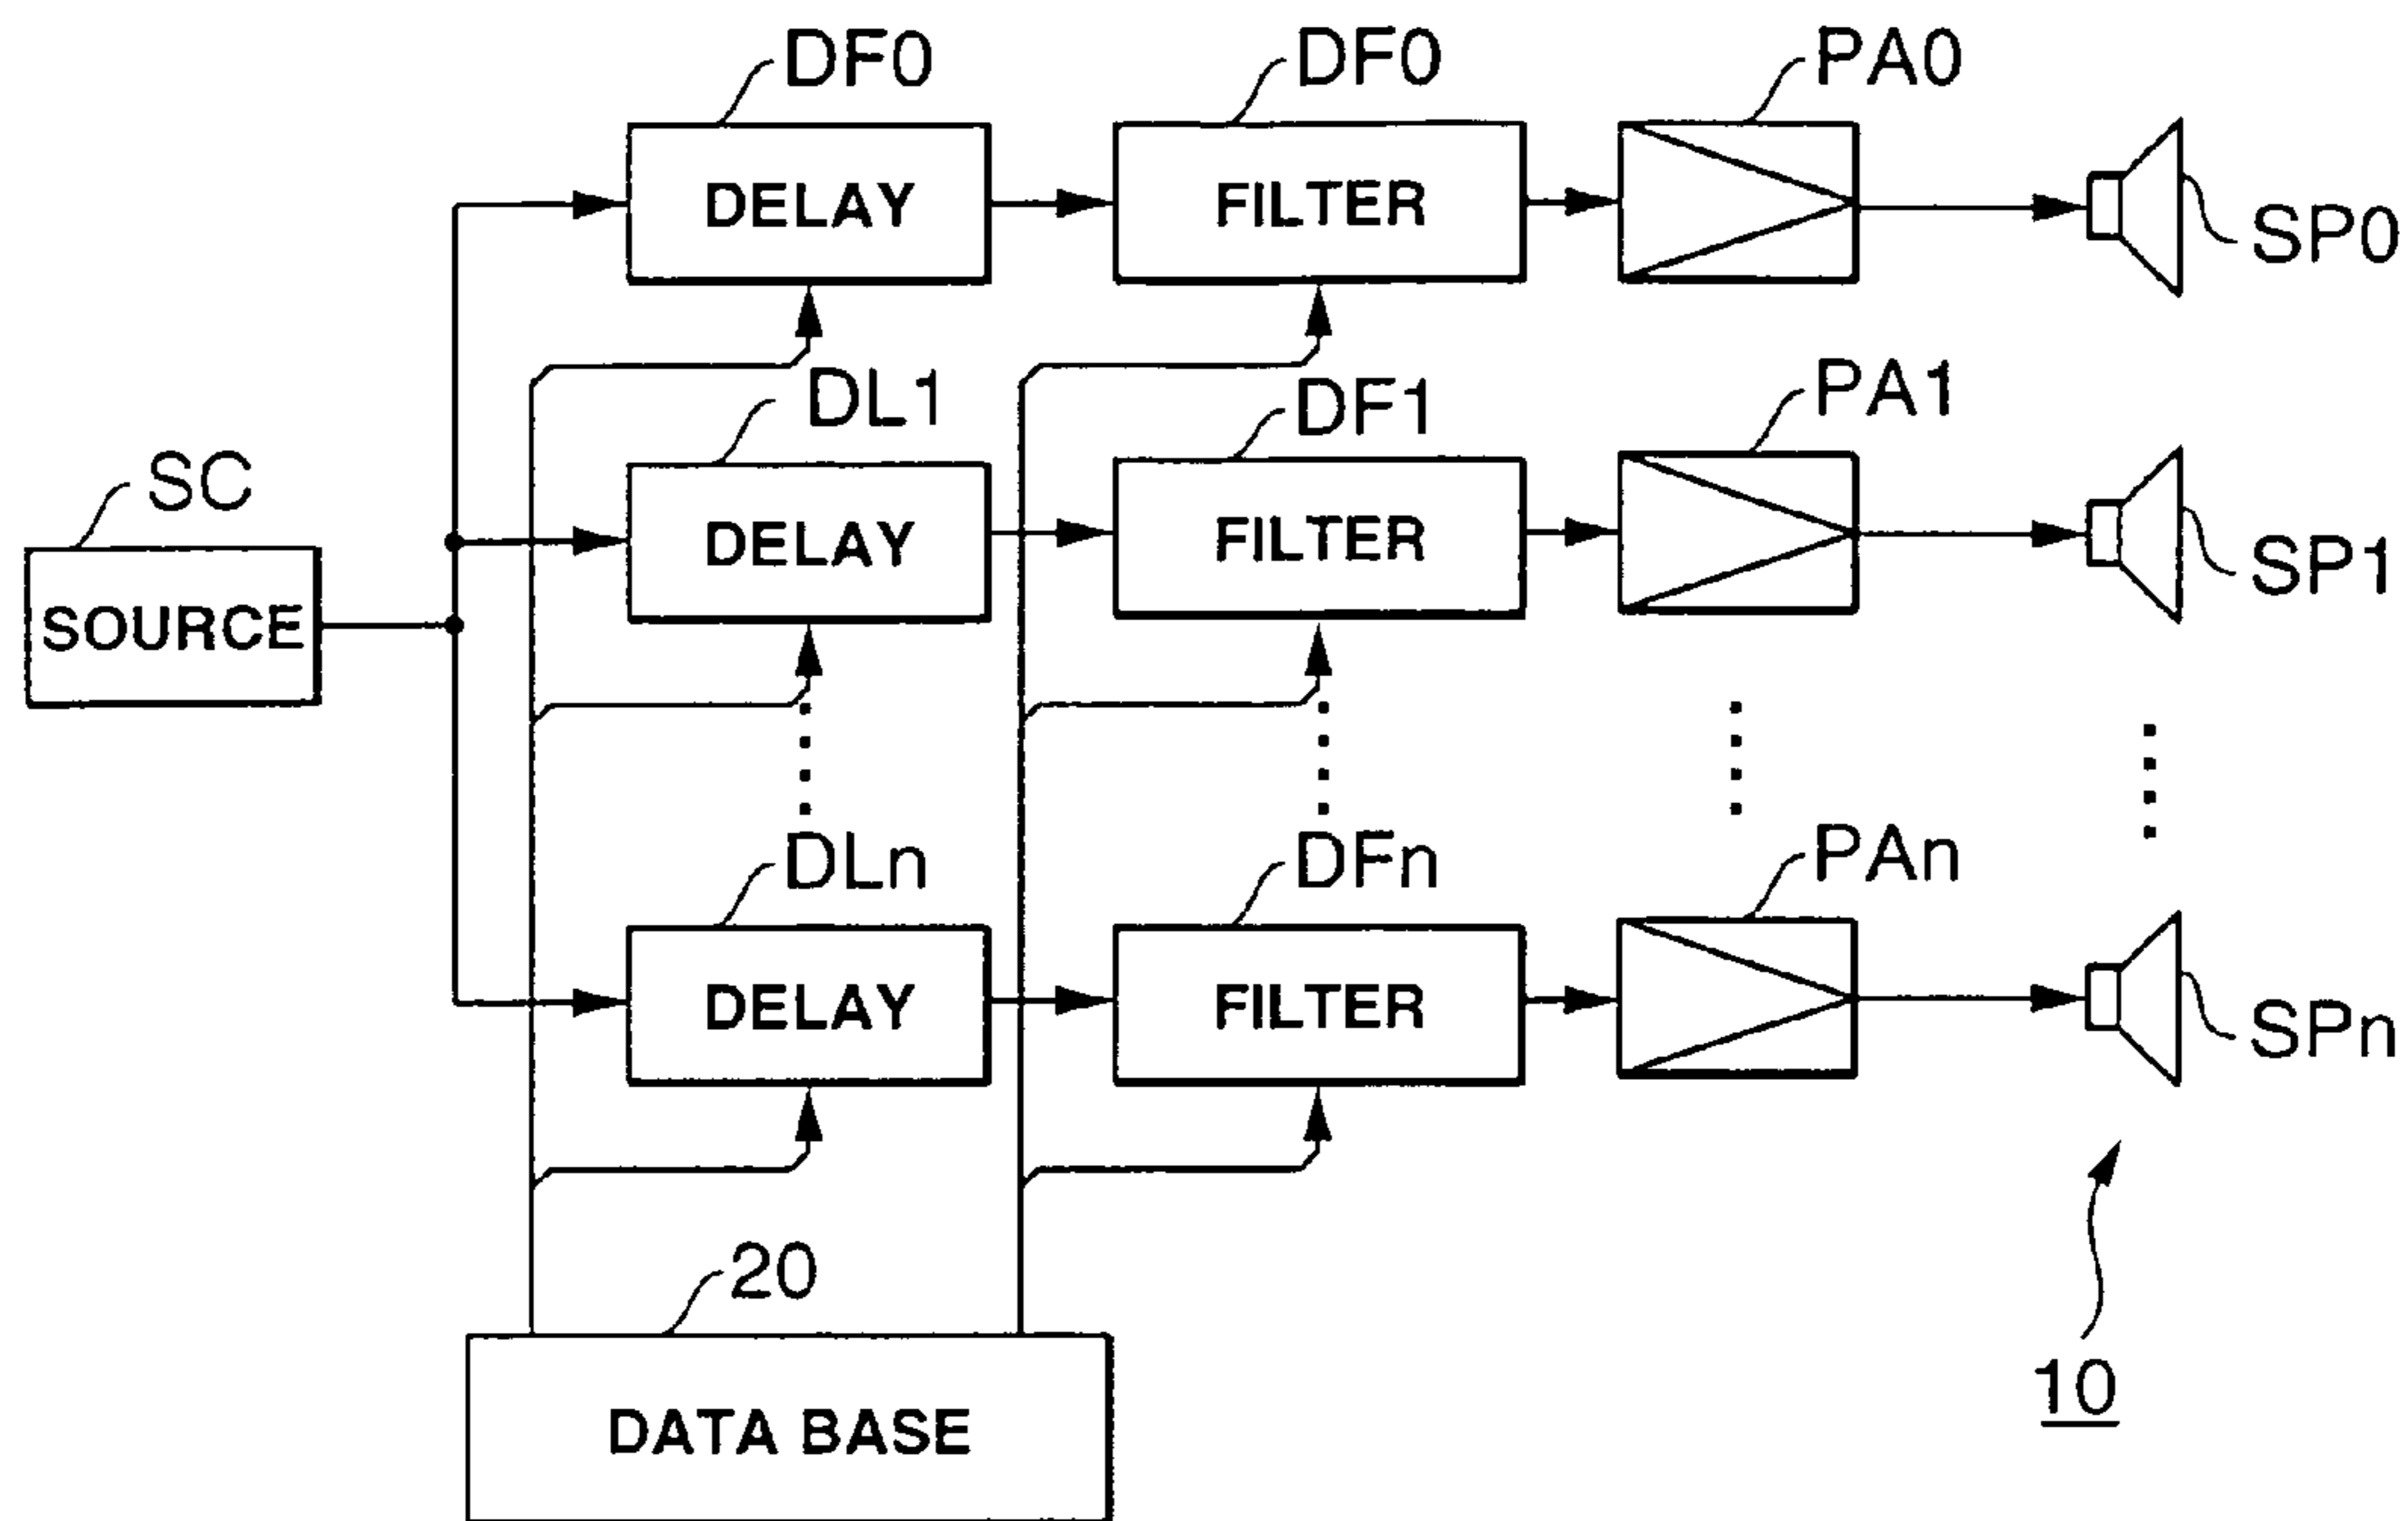 DF0
DF0
PA0
DELAY
FILTER
SP0
DL1
DF1
PA1
SC
DELAY
FILTER
SP1
SOURCE
DLn
DFn
PAn
DELAY
FILTER
SPn
20
10
DATA BASE